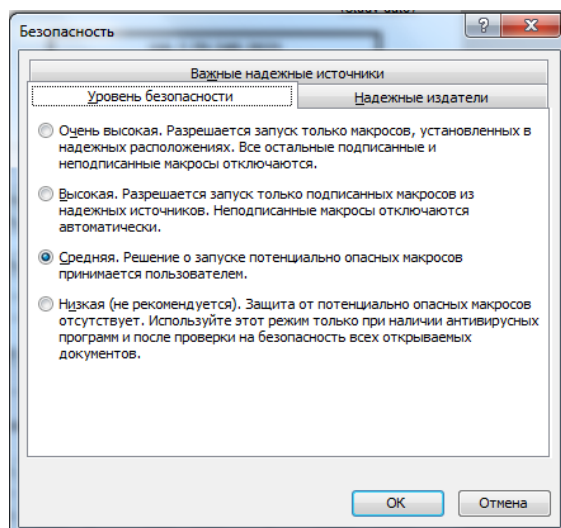 Безопасность
Важные надежные источники
Уровень безопасности
Надежные издатели
Очень высокая. Разрешается запуск только макросов, установленных в
надежных расположениях. Все остальные подписанные и
неподписанные макросы отключаются.
Высокая. Разрешается запуск только подписанных макросов из
надежных источников. Неподписанные макросы отключаются
автоматически.
Средняя. Решение о запуске потенциально опасных макросов
принимается пользователем.
Низкая (не рекомендуется). Защита от потенциально опасных макросов
отсутствует. Используйте этот режим только при наличии антивирусных
программ и после проверки на безопасность всех открываемых
документов.
OK
Отмена